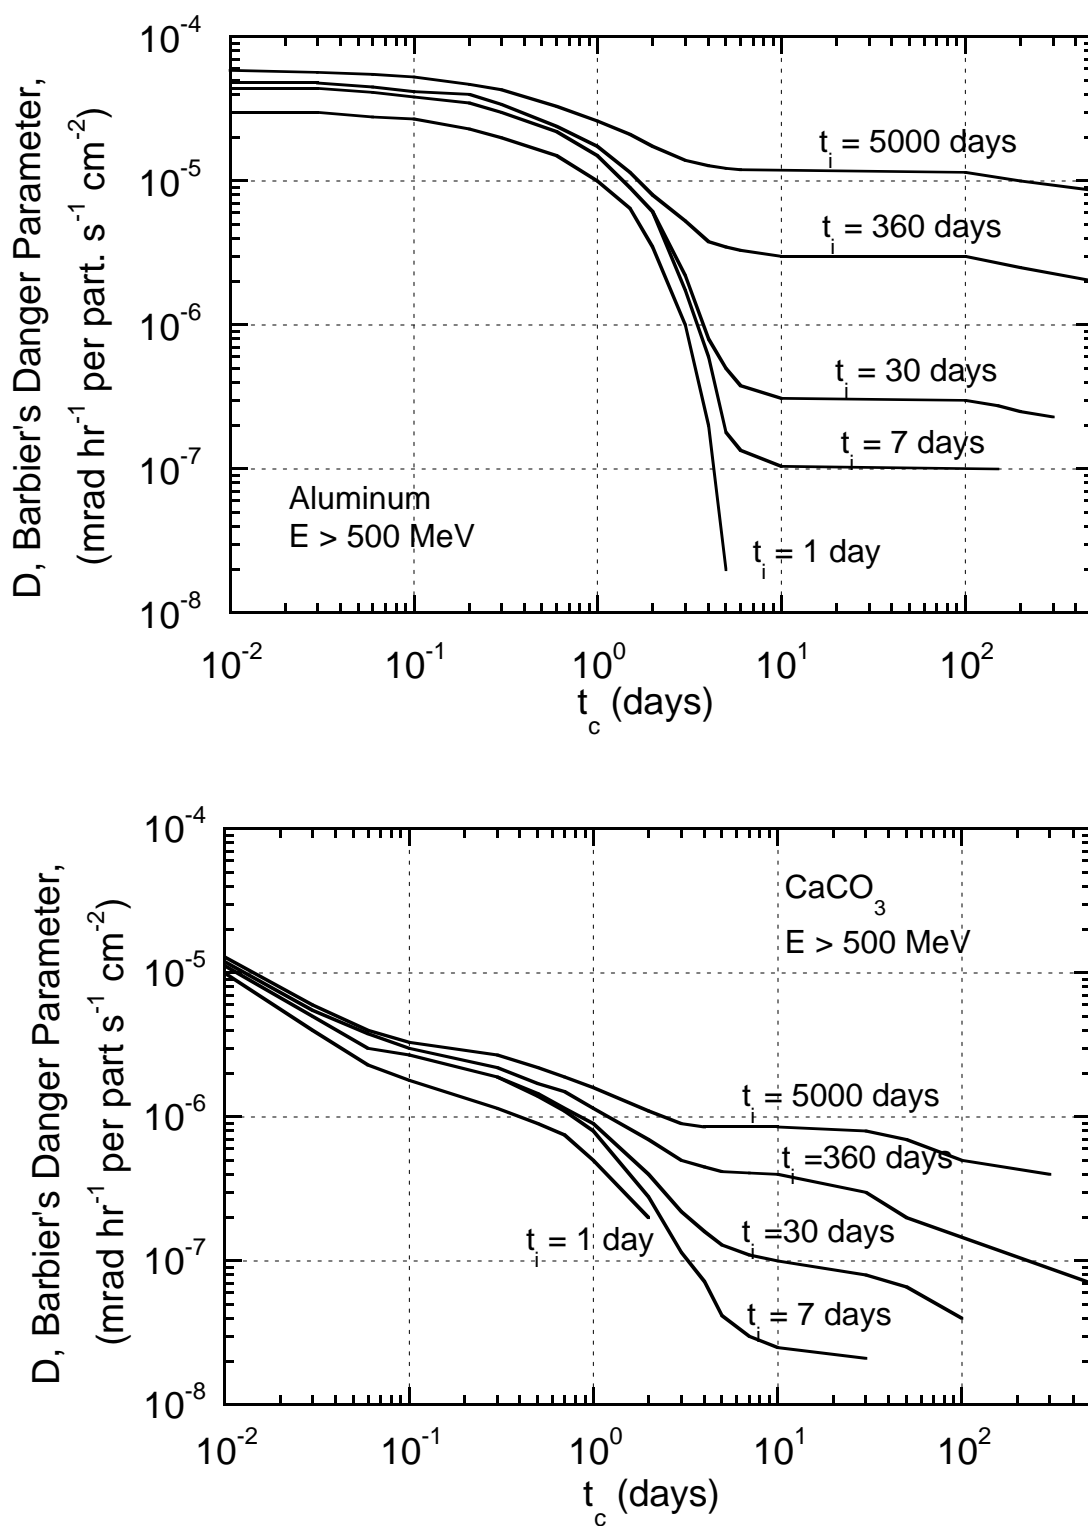 D, Barbier's Danger Parameter,
(mrad hr⁻¹ per part. s⁻¹ cm⁻²)
10⁻⁴
10⁻⁵
10⁻⁶
10⁻⁷
10⁻⁸
tᵢ = 5000 days
tᵢ = 360 days
tᵢ = 30 days
tᵢ = 7 days
tᵢ = 1 day
Aluminum
E > 500 MeV
10⁻² 10⁻¹ 10⁰ 10¹ 10²
t_c (days)
D, Barbier's Danger Parameter,
(mrad hr⁻¹ per part s⁻¹ cm⁻²)
10⁻⁴
10⁻⁵
10⁻⁶
10⁻⁷
10⁻⁸
CaCO₃
E > 500 MeV
tᵢ = 5000 days
tᵢ =360 days
tᵢ =30 days
tᵢ = 1 day
tᵢ = 7 days
10⁻² 10⁻¹ 10⁰ 10¹ 10²
t_c (days)